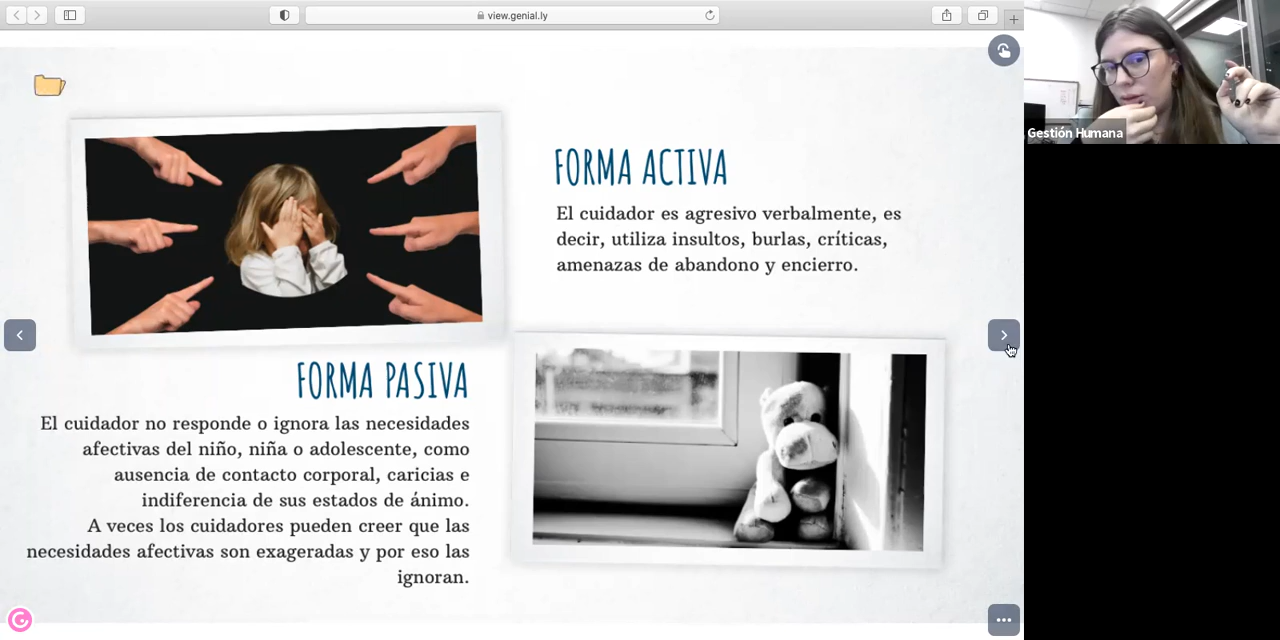 view.genial.ly
Gestión Humana
FORMA ACTIVA
El cuidador es agresivo verbalmente, es
decir, utiliza insultos, burlas, críticas,
amenazas de abandono y encierro.
FORMA PASIVA
El cuidador no responde o ignora las necesidades
afectivas del niño, niña o adolescente, como
ausencia de contacto corporal, caricias e
indiferencia de sus estados de ánimo.
A veces los cuidadores pueden creer que las
necesidades afectivas son exageradas y por eso las
ignoran.